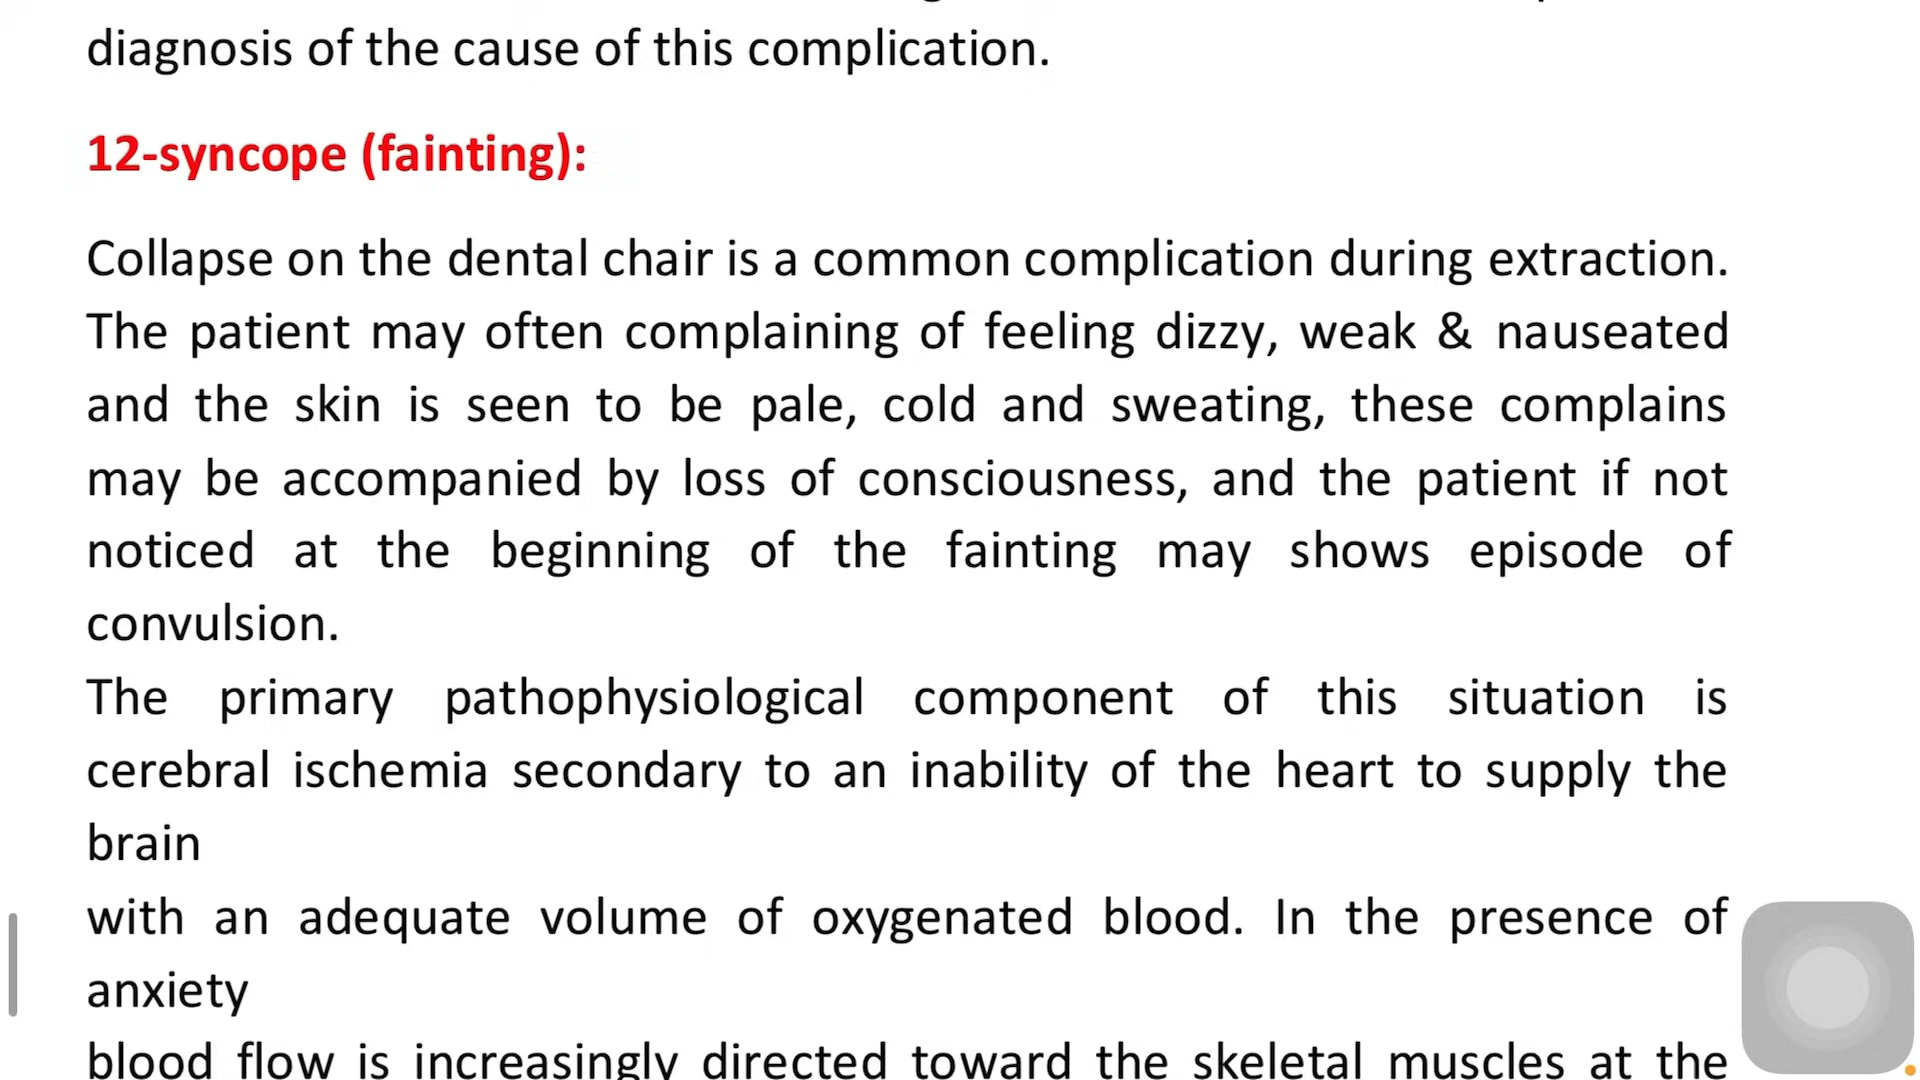 diagnosis of the cause of this complication.
12-syncope (fainting):
Collapse on the dental chair is a common complication during extraction.
The patient may often complaining of feeling dizzy, weak & nauseated
and the skin is seen to be pale, cold and sweating, these complains
may be accompanied by loss of consciousness, and the patient if not
noticed at the beginning of the fainting may shows episode of
convulsion.
The primary pathophysiological component of this situation is
cerebral ischemia secondary to an inability of the heart to supply the
brain
with an adequate volume of oxygenated blood. In the presence of
anxiety
blood flow is increasingly directed toward the skeletal muscles at the